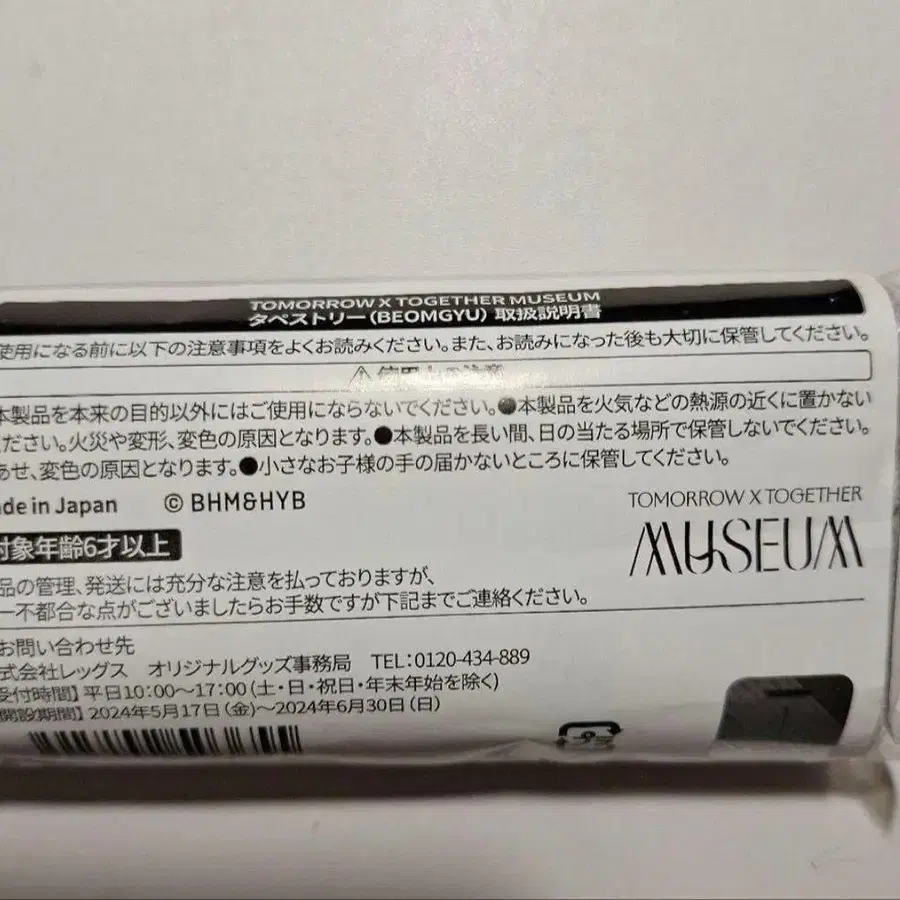 TOMORROW X TOGETHER MUSEUM
タペストリー(BEOMGYU) 取扱説明書
使用になる前に以下の注意事項をよくお読みください。また、お読みになった後も大切に保管してください。
⚠使用上の注意
本製品を本来の目的以外にはご使用にならないでください。●本製品を火気などの熱源の近くに置かない
ださい。火災や変形、変色の原因となります。●本製品を長い間、日の当たる場所で保管しないでください。
あせ、変色の原因となります。●小さなお子様の手の届かないところに保管してください。
de in Japan © BHM&HYB
TOMORROW X TOGETHER
MUSEUM
対象年齢6才以上
品の管理、発送には充分な注意を払っておりますが、
一不都合な点がございましたらお手数ですが下記までご連絡ください。
お問い合わせ先
式会社レッグス オリジナルグッズ事務局 TEL:0120-434-889
受付時間】平日10:00〜17:00(土・日・祝日・年末年始を除く)
開設期間】2024年5月17日(金)〜2024年6月30日(日)
プラ